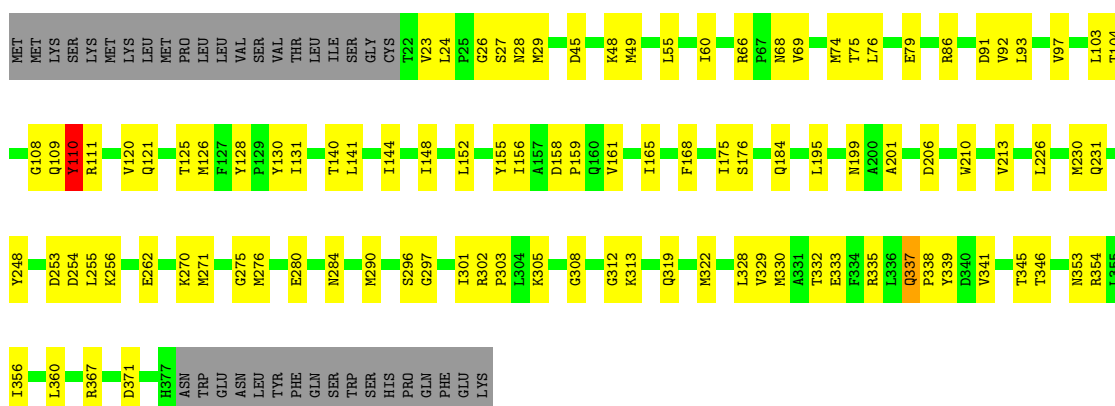 MET MET LYS SER LYS MET LYS LEU MET PRO LEU LEU VAL SER VAL THR LEU ILE SER GLY CYS T22 V23 L24 P25 G26 S27 N28 M29 D45 K48 M49 L55 I60 R66 P67 N68 V69 M74 T75 L76 E79 R86 D91 V92 L93 V97 L103 T104
G108 Q109 Y110 R111 V120 Q121 T125 M126 F127 Y128 P129 Y130 I131 T140 L141 I144 I148 L152 Y155 I156 A157 D158 P159 Q160 V161 I165 F168 I175 S176 Q184 L195 N199 A200 A201 D206 W210 V213 L226 M230 Q231
Y248 D253 D254 L255 K256 E262 K270 M271 G275 M276 E280 N284 M290 S296 G297 I301 R302 P303 L304 K305 G308 G312 K313 Q319 M322 L328 V329 M330 A331 T332 E333 F334 R335 L336 Q337 P338 Y339 D340 V341 T345 T346 N353 R354 L355
I356 L360 R367 D371 H377 ASN TRP GLU ASN LEU TYR PHE GLN SER TRP SER HIS PRO GLN PHE GLU LYS